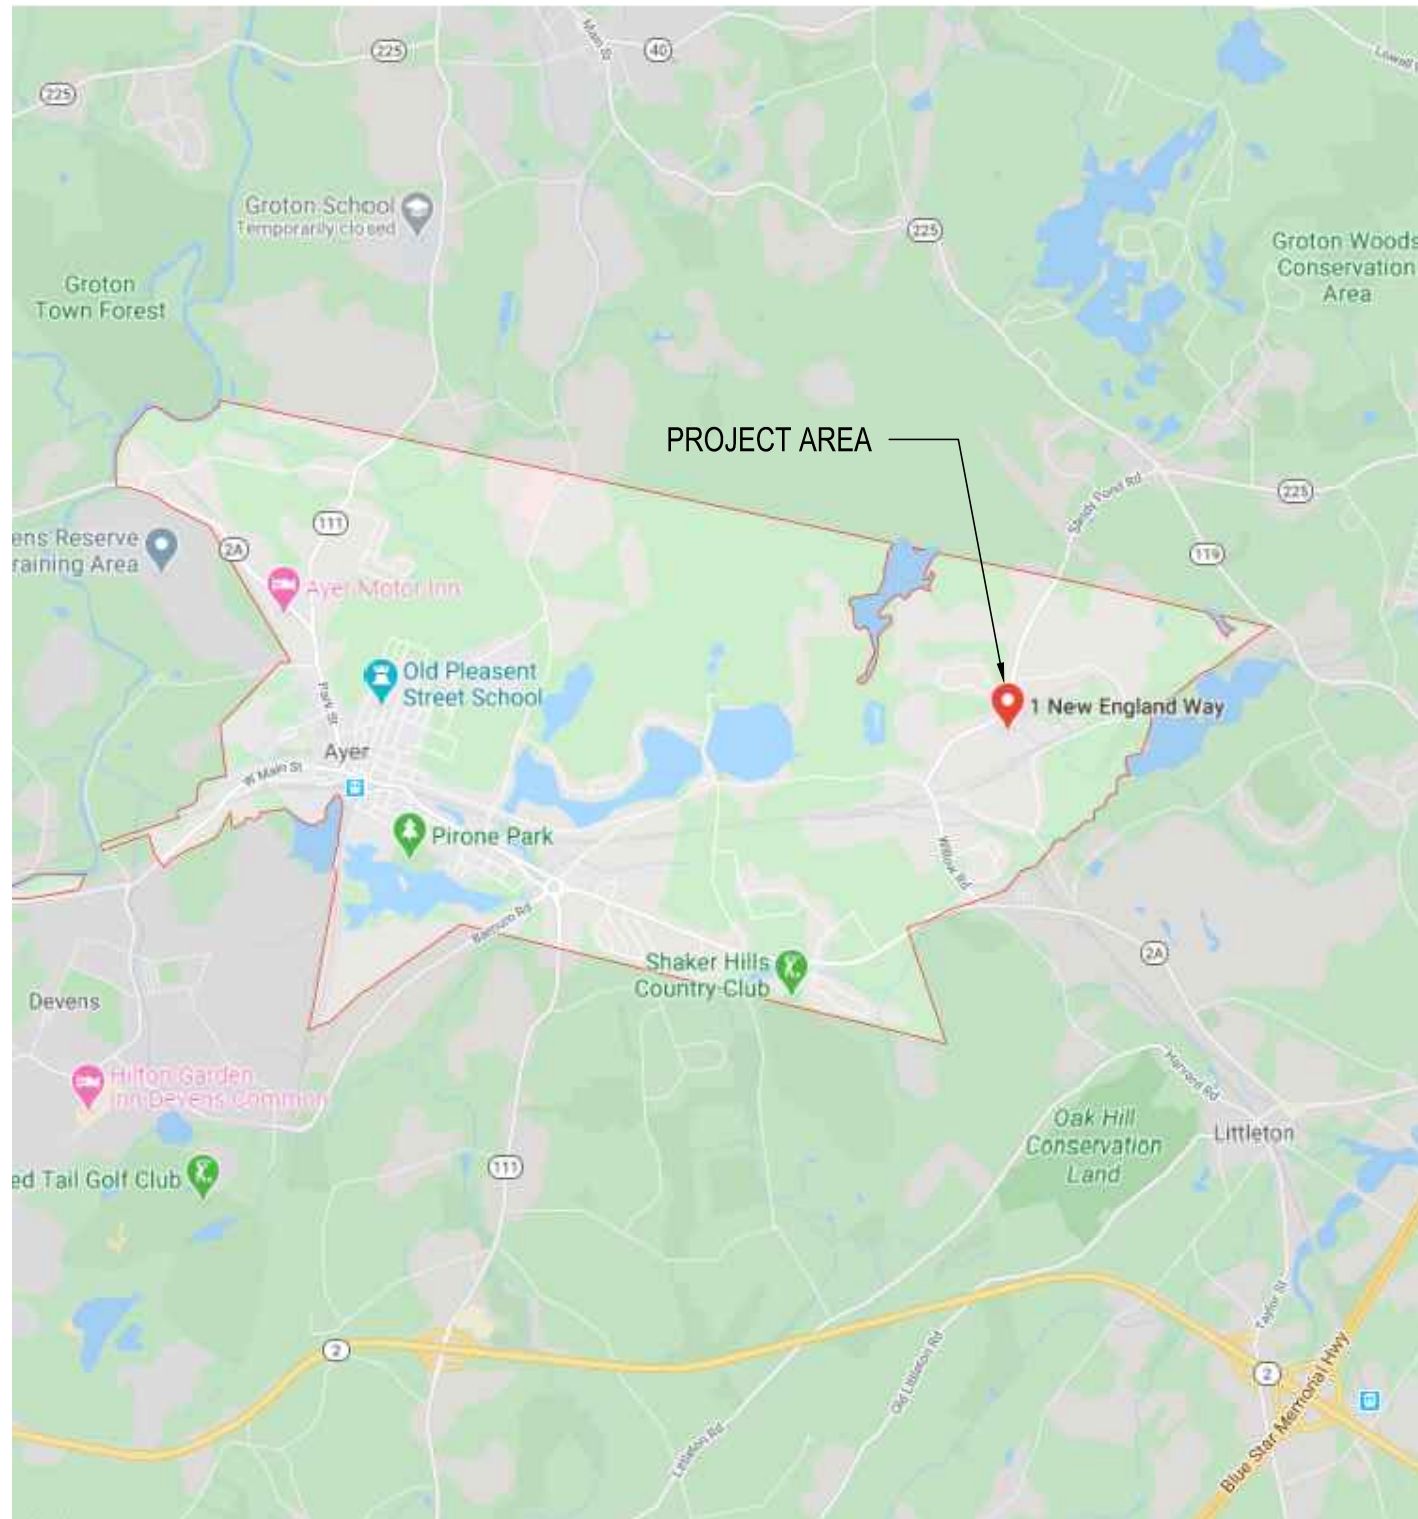 Main St
40
225
225
Lowell
Groton School
Temporarily closed
225
Groton Woods
Conservation
Area
Groton
Town Forest
PROJECT AREA
Sandy Pond Rd
225
111
2A
119
ens Reserve
raining Area
Ayer Motor Inn
Old Pleasent
Street School
Park St
1 New England Way
Ayer
W Main St
Pirone Park
Willow Rd
Barnum Rd
Shaker Hills
Country Club
2A
Devens
Hilton Garden
Inn Devens Common
Harvard Rd
Oak Hill
Conservation
Land
Littleton
111
ed Tail Golf Club
Taylor St
2
Old Littleton Rd
2
Blue Star Memorial Hwy
Littleton Rd